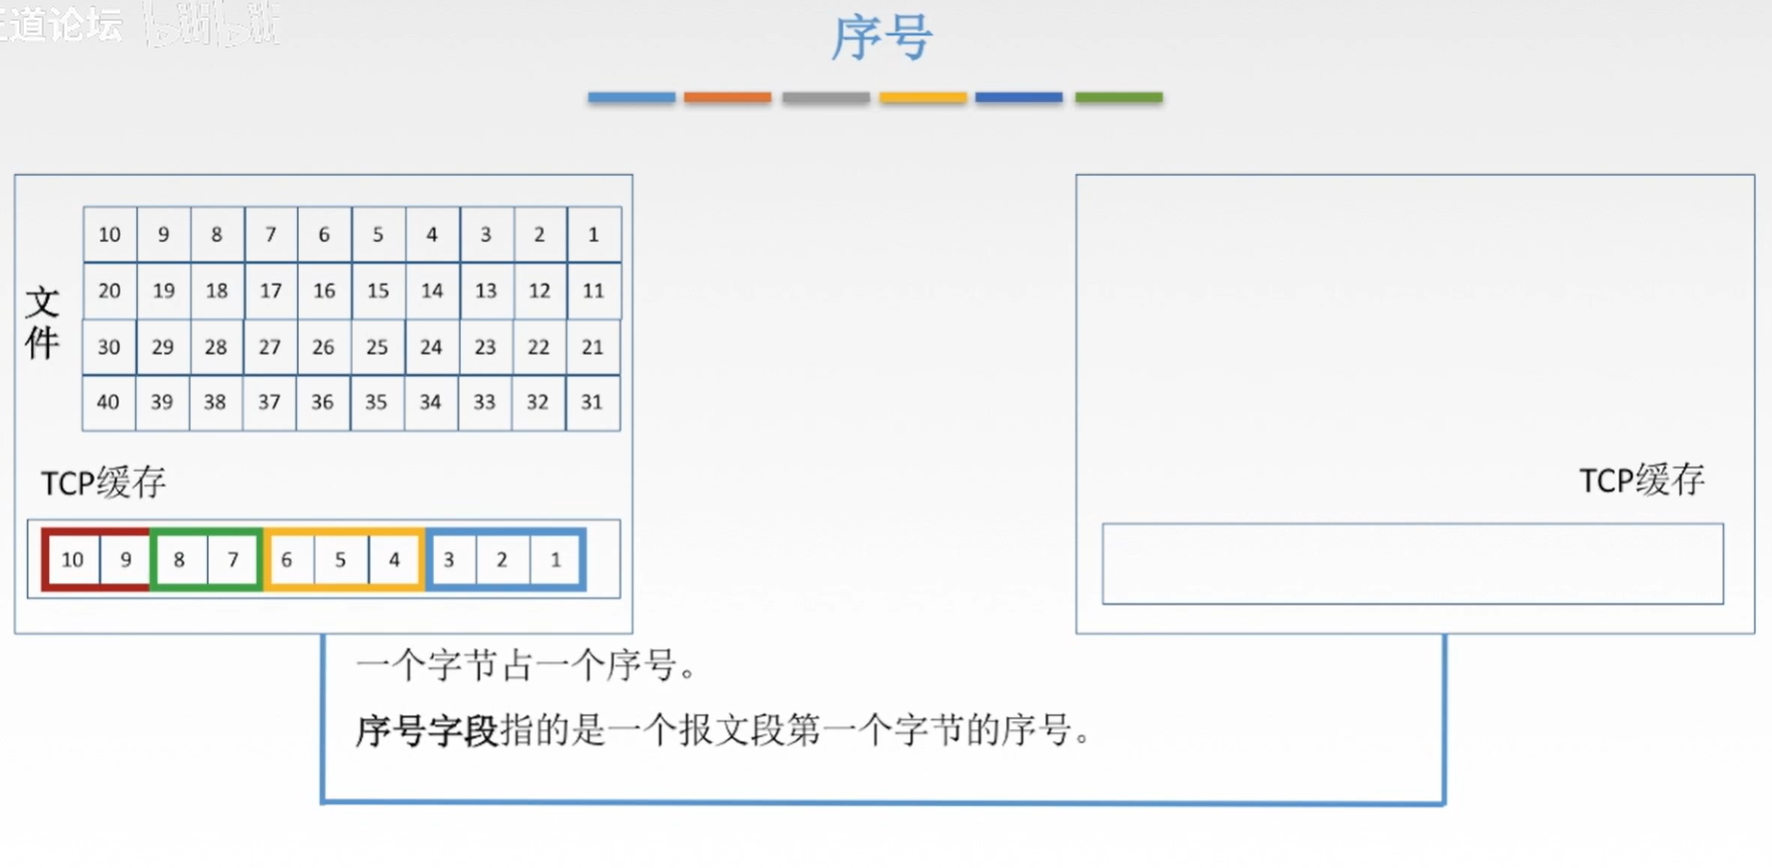 王道论坛 bilibili
序号
10 9 8 7 6 5 4 3 2 1
20 19 18 17 16 15 14 13 12 11
文件
30 29 28 27 26 25 24 23 22 21
40 39 38 37 36 35 34 33 32 31
TCP缓存
10 9 8 7 6 5 4 3 2 1
TCP缓存
一个字节占一个序号。
序号字段指的是一个报文段第一个字节的序号。